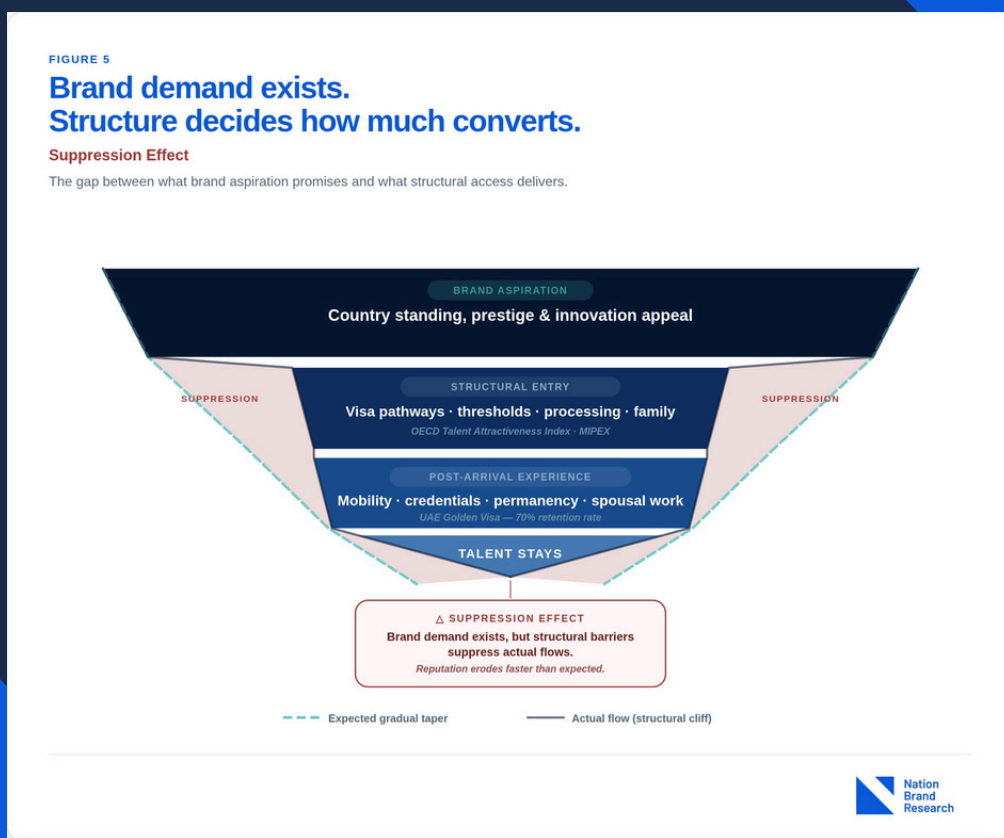 FIGURE 5
Brand demand exists.
Structure decides how much converts.
Suppression Effect
The gap between what brand aspiration promises and what structural access delivers.
BRAND ASPIRATION
Country standing, prestige & innovation appeal
SUPPRESSION
SUPPRESSION
STRUCTURAL ENTRY
Visa pathways · thresholds · processing · family
OECD Talent Attractiveness Index · MIPEX
POST-ARRIVAL EXPERIENCE
Mobility · credentials · permanency · spousal work
UAE Golden Visa — 70% retention rate
TALENT STAYS
△ SUPPRESSION EFFECT
Brand demand exists, but structural barriers
suppress actual flows.
Reputation erodes faster than expected.
Expected gradual taper
Actual flow (structural cliff)
Nation
Brand
Research